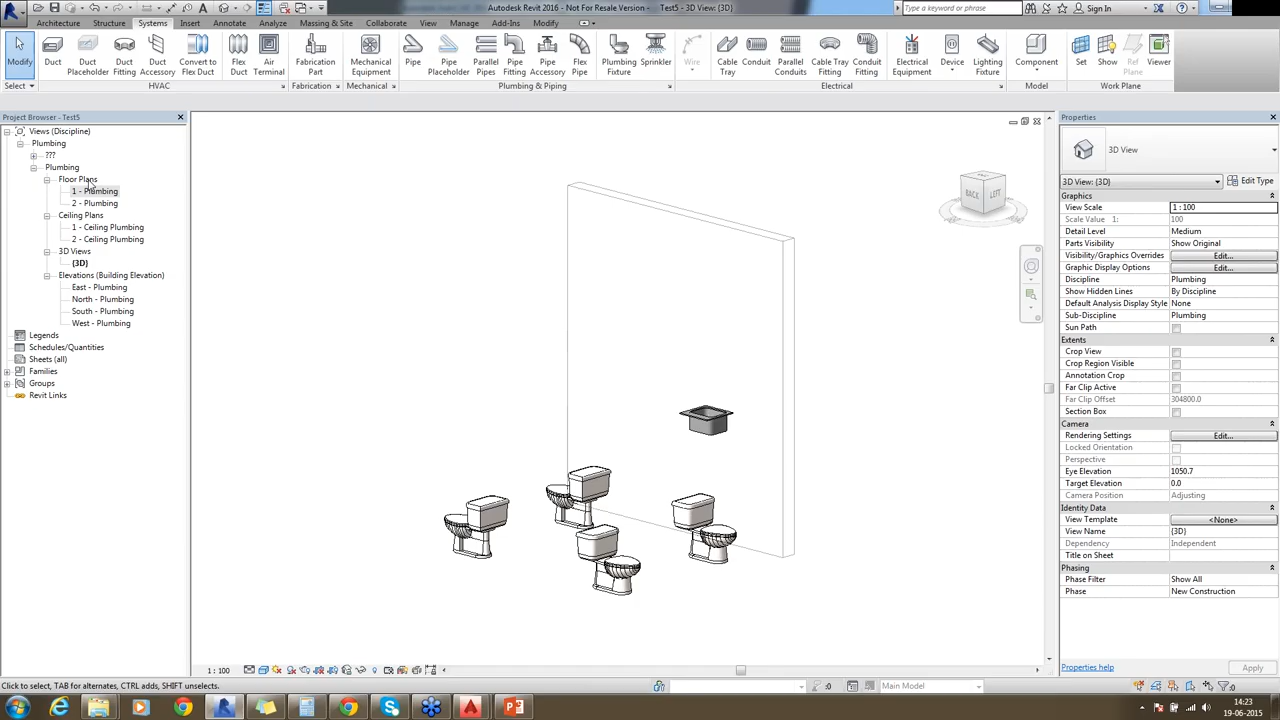 Autodesk Revit 2016 - Not For Resale Version - Test5 - 3D View: {3D}
Type a keyword or phrase
Sign In
Architecture Structure Systems Insert Annotate Analyze Massing & Site Collaborate View Manage Add-Ins Modify
Modify
Duct
Duct Placeholder
Duct Fitting
Duct Accessory
Convert to Flex Duct
Flex Duct
Air Terminal
Fabrication Part
Mechanical Equipment
Pipe
Pipe Placeholder
Parallel Pipes
Pipe Fitting
Pipe Accessory
Flex Pipe
Plumbing Fixture
Sprinkler
Wire
Cable Tray
Conduit
Parallel Conduits
Cable Tray Fitting
Conduit Fitting
Electrical Equipment
Device
Lighting Fixture
Component
Set
Show
Ref Plane
Viewer
Select HVAC Fabrication Mechanical Plumbing & Piping Electrical Model Work Plane
Project Browser - Test5
Views (Discipline)
Plumbing
???
Plumbing
Floor Plans
1 - Plumbing
2 - Plumbing
Ceiling Plans
1 - Ceiling Plumbing
2 - Ceiling Plumbing
3D Views
{3D}
Elevations (Building Elevation)
East - Plumbing
North - Plumbing
South - Plumbing
West - Plumbing
Legends
Schedules/Quantities
Sheets (all)
Families
Groups
Revit Links
BACK LEFT
Properties
3D View
3D View: {3D} Edit Type
Graphics
View Scale 1 : 100
Scale Value 1: 100
Detail Level Medium
Parts Visibility Show Original
Visibility/Graphics Overrides Edit...
Graphic Display Options Edit...
Discipline Plumbing
Show Hidden Lines By Discipline
Default Analysis Display Style None
Sub-Discipline Plumbing
Sun Path
Extents
Crop View
Crop Region Visible
Annotation Crop
Far Clip Active
Far Clip Offset 304800.0
Section Box
Camera
Rendering Settings Edit...
Locked Orientation
Perspective
Eye Elevation 1050.7
Target Elevation 0.0
Camera Position Adjusting
Identity Data
View Template <None>
View Name {3D}
Dependency Independent
Title on Sheet
Phasing
Phase Filter Show All
Phase New Construction
Properties help Apply
1 : 100
Click to select, TAB for alternates, CTRL adds, SHIFT unselects.
:0
Main Model
:0
14:23
19-06-2015